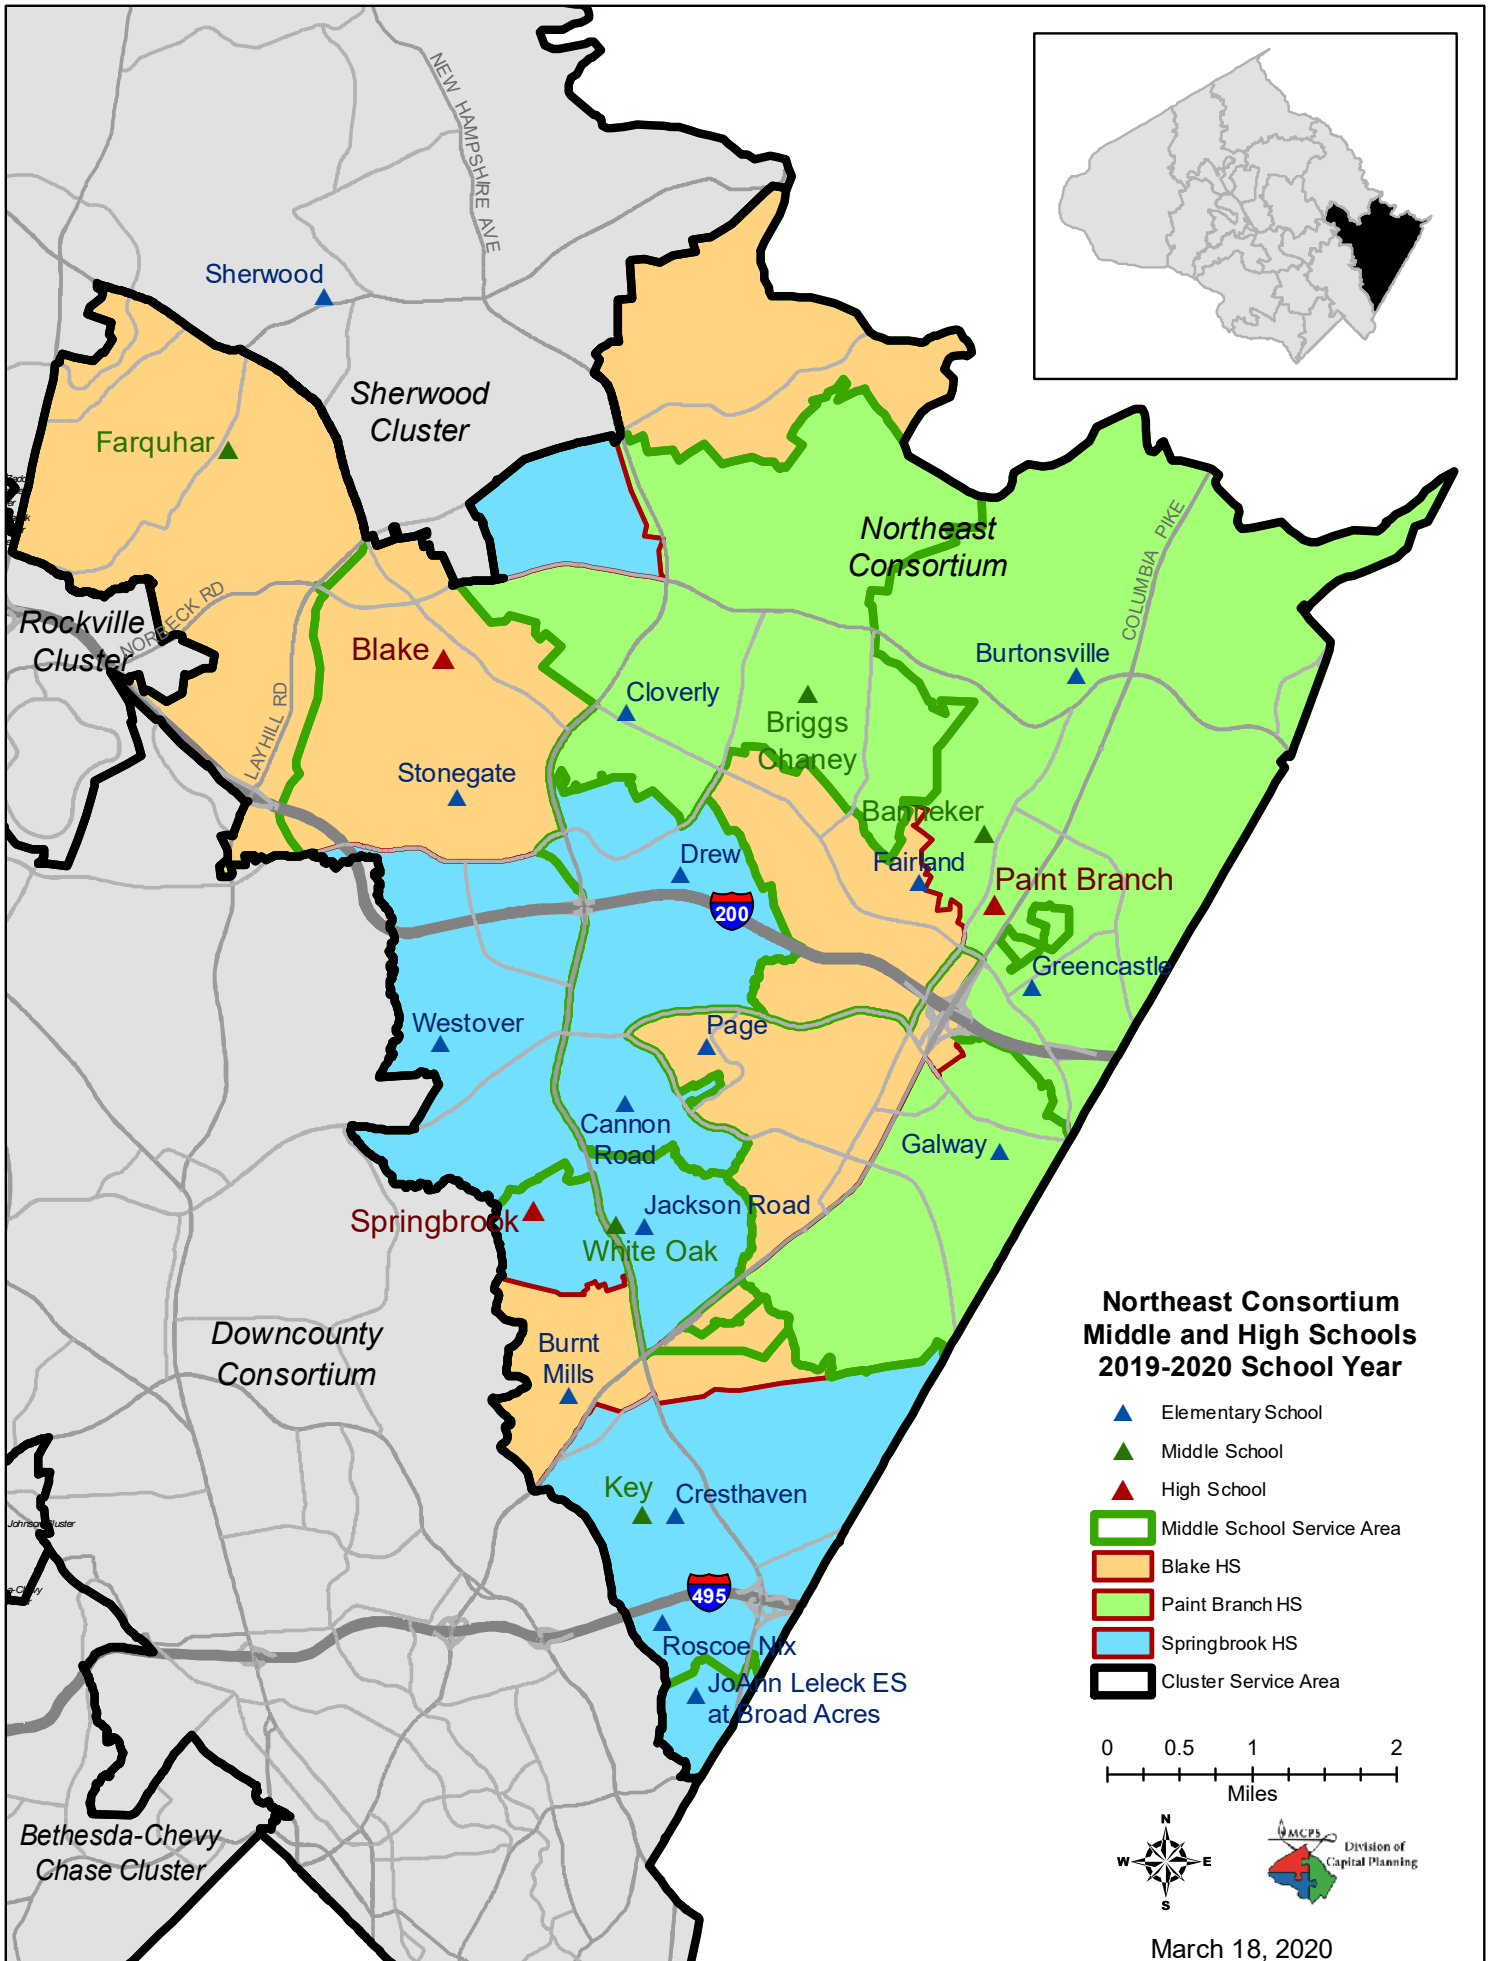 NEW HAMPSHIRE AVE
Sherwood
Sherwood
Cluster
Farquhar
Northeast
Consortium
COLUMBIA PIKE
Rockville
Cluster
NORBECK RD
Blake
LAYHILL RD
Burtonsville
Cloverly
Briggs
Chaney
Stonegate
Banneker
Drew
Fairland
Paint Branch
200
Greencastle
Westover
Page
Cannon
Road
Galway
Springbrook
Jackson Road
White Oak
Downcounty
Consortium
Burnt
Mills
Key
Cresthaven
495
Roscoe Nix
JoAnn Leleck ES
at Broad Acres
Bethesda-Chevy
Chase Cluster
Northeast Consortium
Middle and High Schools
2019-2020 School Year
Elementary School
Middle School
High School
Middle School Service Area
Blake HS
Paint Branch HS
Springbrook HS
Cluster Service Area
0 0.5 1 2
Miles
N
W E
S
MCPS
Division of
Capital Planning
March 18, 2020